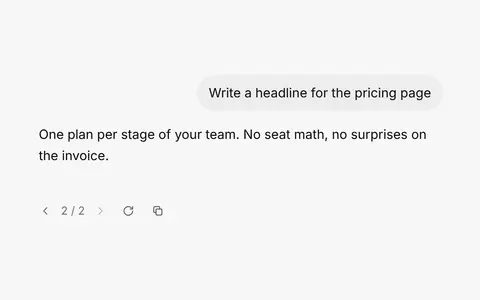 Write a headline for the pricing page
One plan per stage of your team. No seat math, no surprises on
the invoice.
2 / 2